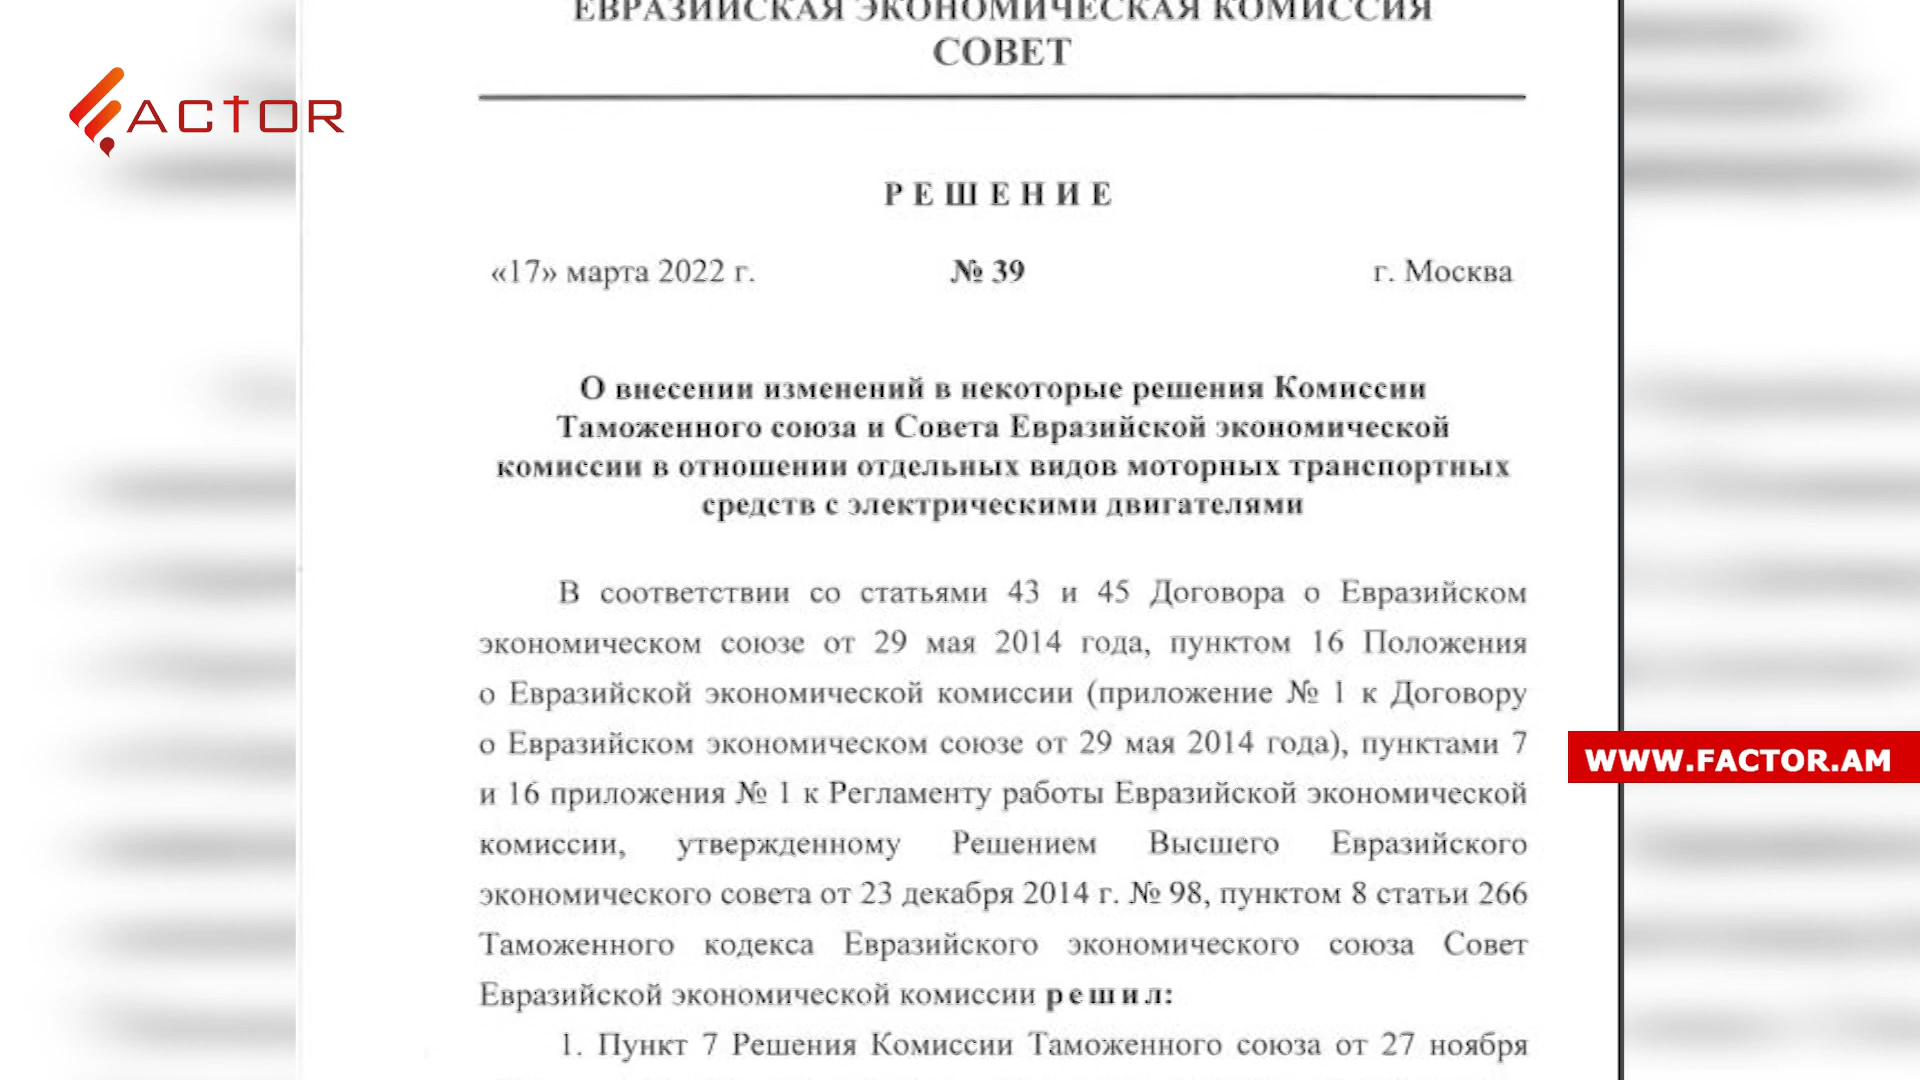 ЕВРАЗИЙСКАЯ ЭКОНОМИЧЕСКАЯ КОМИССИЯ
СОВЕТ
FACTOR
РЕШЕНИЕ
«17» марта 2022 г. № 39 г. Москва
О внесении изменений в некоторые решения Комиссии
Таможенного союза и Совета Евразийской экономической
комиссии в отношении отдельных видов моторных транспортных
средств с электрическими двигателями
В соответствии со статьями 43 и 45 Договора о Евразийском
экономическом союзе от 29 мая 2014 года, пунктом 16 Положения
о Евразийской экономической комиссии (приложение № 1 к Договору
о Евразийском экономическом союзе от 29 мая 2014 года), пунктами 7
и 16 приложения № 1 к Регламенту работы Евразийской экономической
комиссии, утвержденному Решением Высшего Евразийского
экономического совета от 23 декабря 2014 г. № 98, пунктом 8 статьи 266
Таможенного кодекса Евразийского экономического союза Совет
Евразийской экономической комиссии решил:
1. Пункт 7 Решения Комиссии Таможенного союза от 27 ноября
WWW.FACTOR.AM